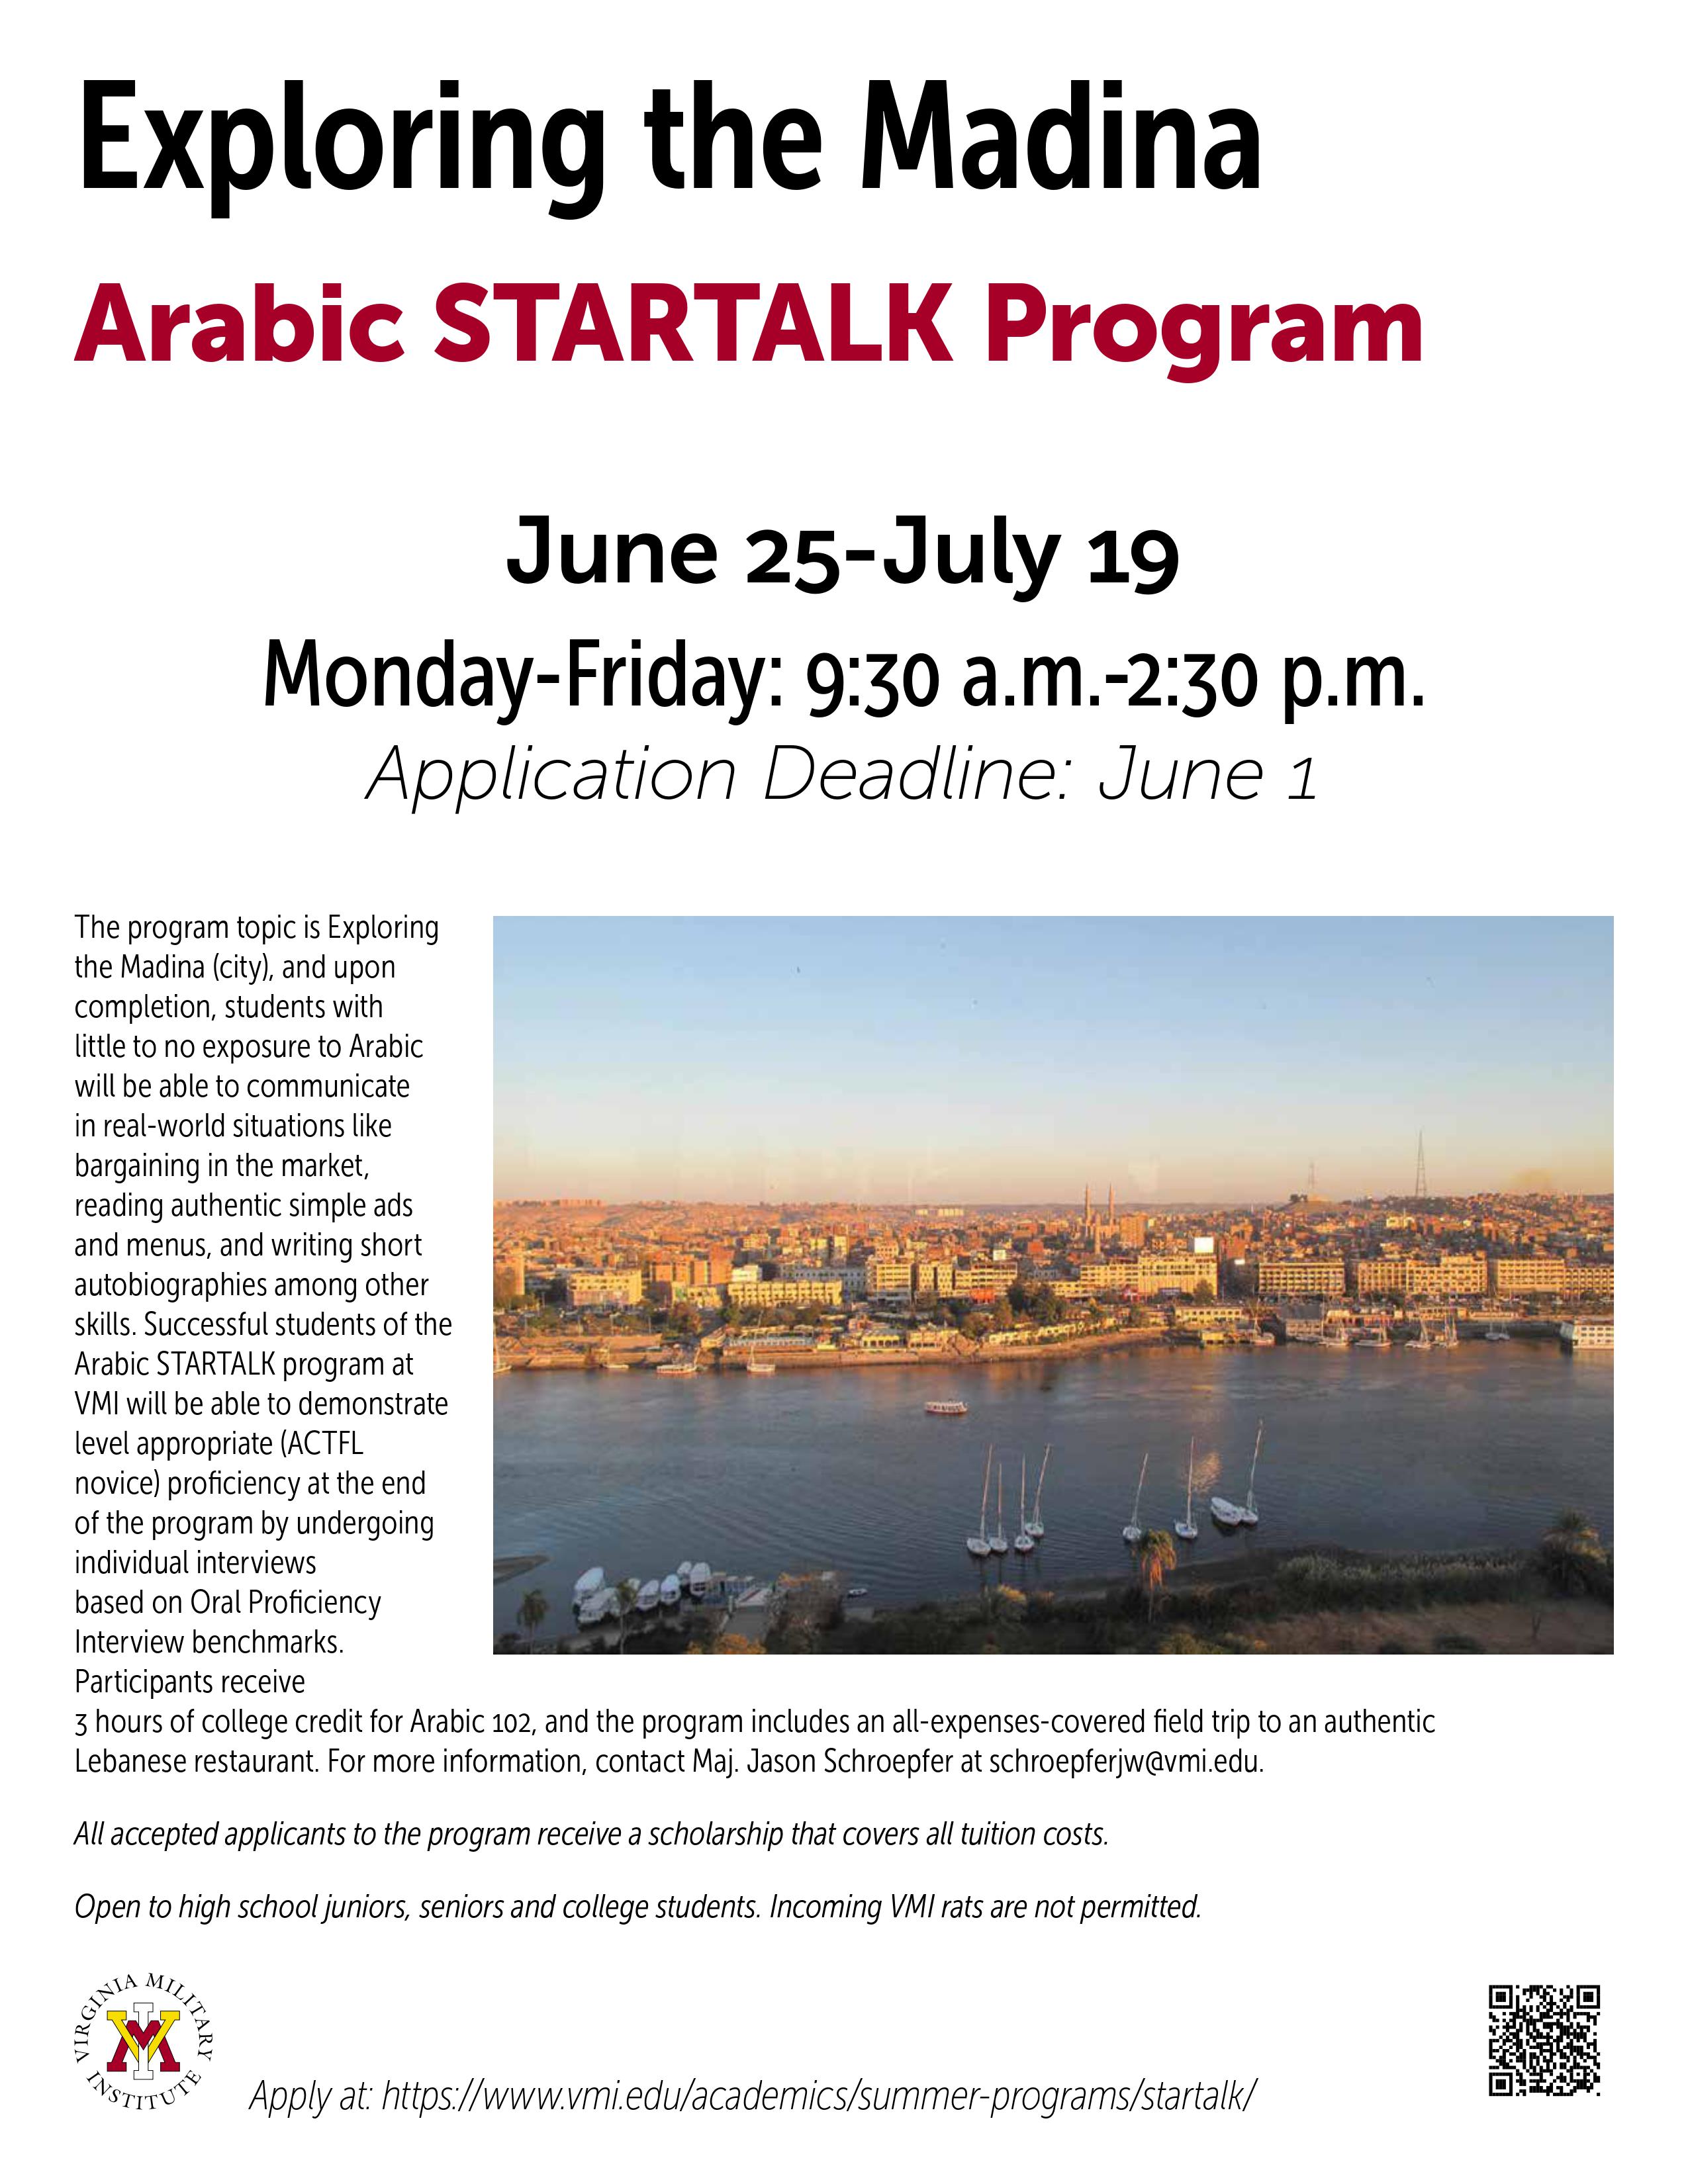 Exploring the Madina
Arabic STARTALK Program
June 25-July 19
Monday-Friday: 9:30 a.m.-2:30 p.m.
Application Deadline: June 1
The program topic is Exploring
the Madina (city), and upon
completion, students with
little to no exposure to Arabic
will be able to communicate
in real-world situations like
bargaining in the market,
reading authentic simple ads
and menus, and writing short
autobiographies among other
skills. Successful students of the
Arabic STARTALK program at
VMI will be able to demonstrate
level appropriate (ACTFL
novice) proficiency at the end
of the program by undergoing
individual interviews
based on Oral Proficiency
Interview benchmarks.
Participants receive
3 hours of college credit for Arabic 102, and the program includes an all-expenses-covered field trip to an authentic
Lebanese restaurant. For more information, contact Maj. Jason Schroepfer at schroepferjw@vmi.edu.
All accepted applicants to the program receive a scholarship that covers all tuition costs.
Open to high school juniors, seniors and college students. Incoming VMI rats are not permitted.
VIRGINIA MILITARY
INSTITUTE
VMI
Apply at: https://www.vmi.edu/academics/summer-programs/startalk/